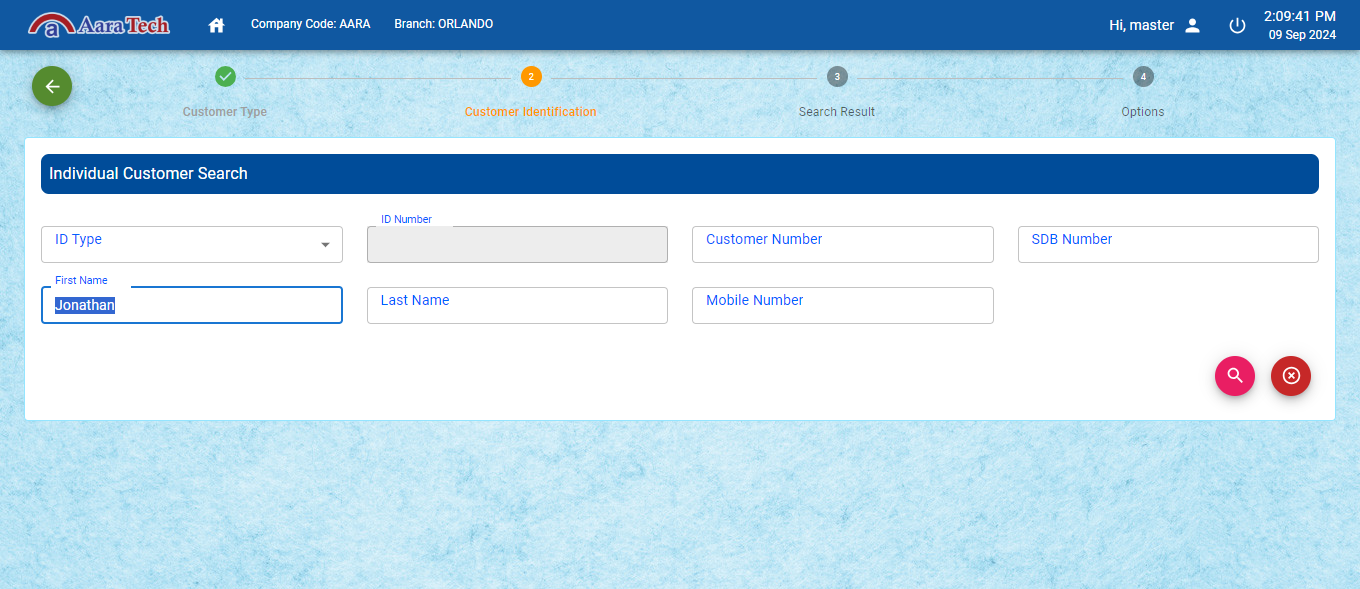 a AaraTech
Company Code: AARA
Branch: ORLANDO
Hi, master
2:09:41 PM
09 Sep 2024
2
3
4
Customer Type
Customer Identification
Search Result
Options
Individual Customer Search
ID Type
ID Number
Customer Number
SDB Number
First Name
Jonathan
Last Name
Mobile Number